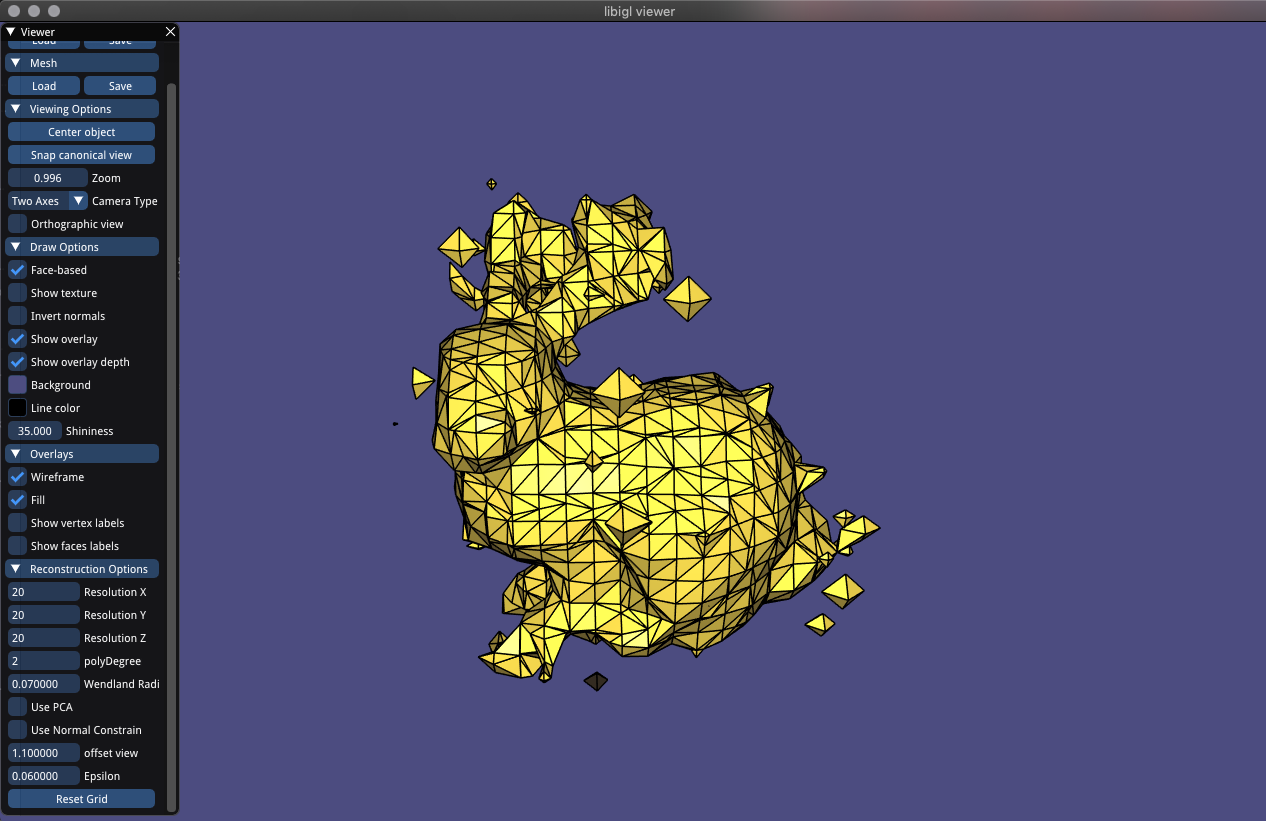 libigl viewer
Viewer
Load Save
Mesh
Load Save
Viewing Options
Center object
Snap canonical view
0.996 Zoom
Two Axes Camera Type
Orthographic view
Draw Options
Face-based
Show texture
Invert normals
Show overlay
Show overlay depth
Background
Line color
35.000 Shininess
Overlays
Wireframe
Fill
Show vertex labels
Show faces labels
Reconstruction Options
20 Resolution X
20 Resolution Y
20 Resolution Z
2 polyDegree
0.070000 Wendland Radi
Use PCA
Use Normal Constrain
1.100000 offset view
0.060000 Epsilon
Reset Grid